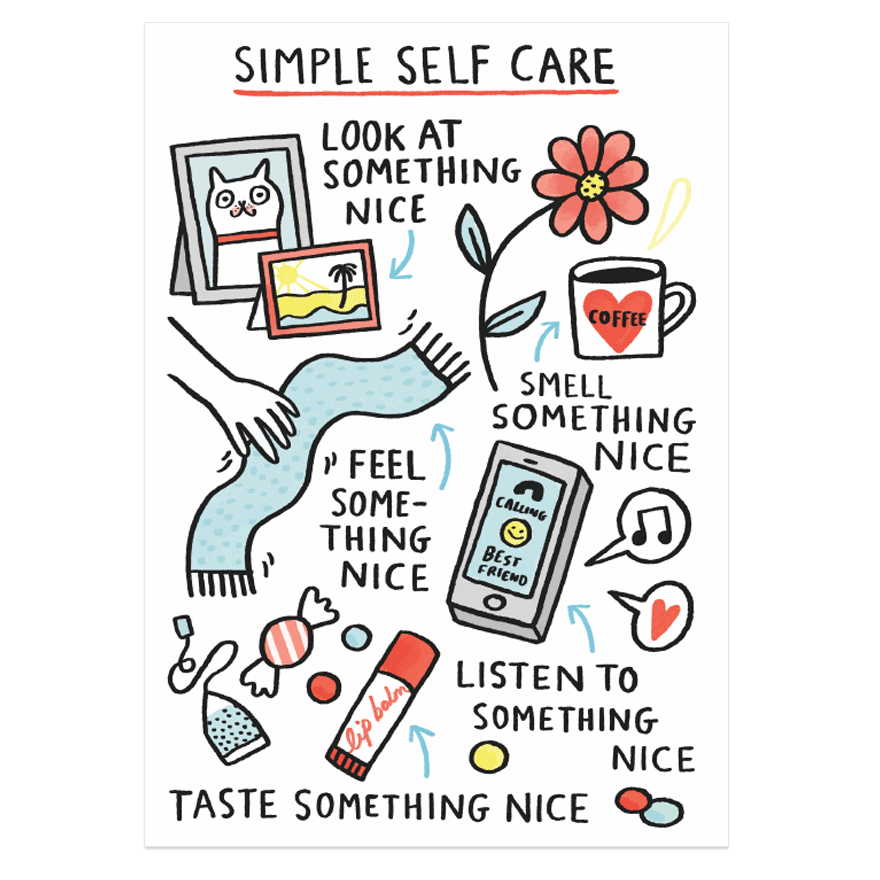 SIMPLE SELF CARE
LOOK AT
SOMETHING
NICE
COFFEE
SMELL
SOMETHING
NICE
FEEL
SOME-
THING
NICE
CALLING
BEST
FRIEND
LISTEN TO
SOMETHING
NICE
lip balm
TASTE SOMETHING NICE